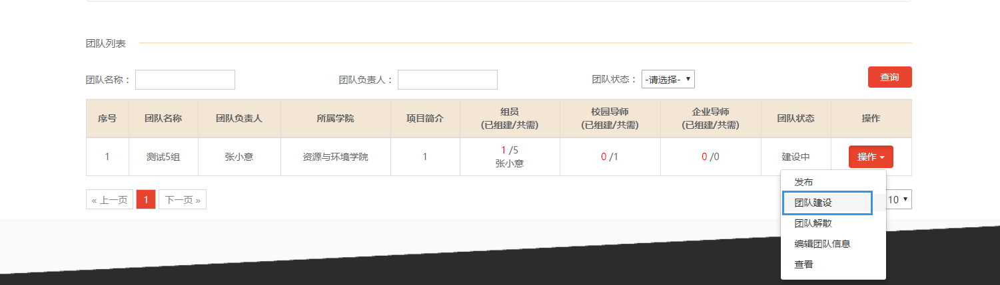 团队列表
团队名称：
团队负责人：
团队状态：
-请选择-
查询
序号
团队名称
团队负责人
所属学院
项目简介
组员
(已组建/共需)
校园导师
(已组建/共需)
企业导师
(已组建/共需)
团队状态
操作
1
测试5组
张小意
资源与环境学院
1
1 /5
张小意
0 /1
0 /0
建设中
操作
« 上一页
1
下一页 »
10
发布
团队建设
团队解散
编辑团队信息
查看